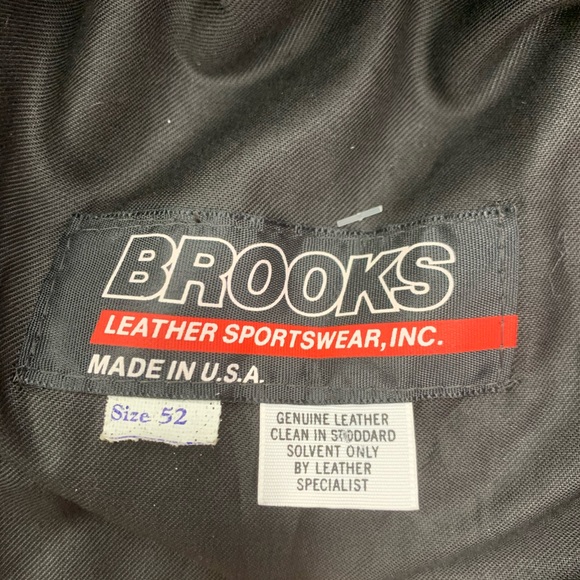 BROOKS
LEATHER SPORTSWEAR, INC.
MADE IN U.S.A.
Size 52
GENUINE LEATHER
CLEAN IN STODDARD
SOLVENT ONLY
BY LEATHER
SPECIALIST